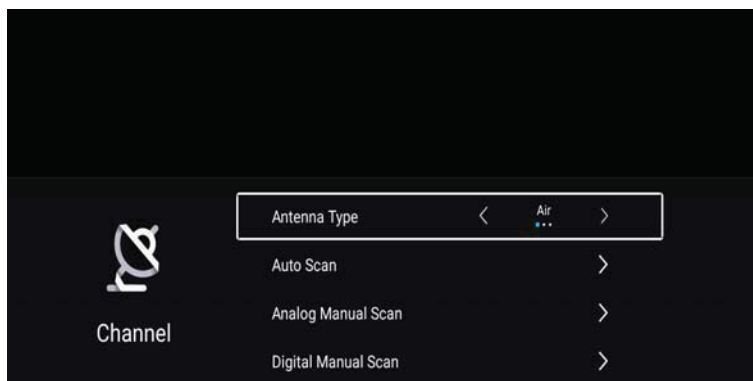 Antenna Type
Air
Auto Scan
Analog Manual Scan
Channel
Digital Manual Scan